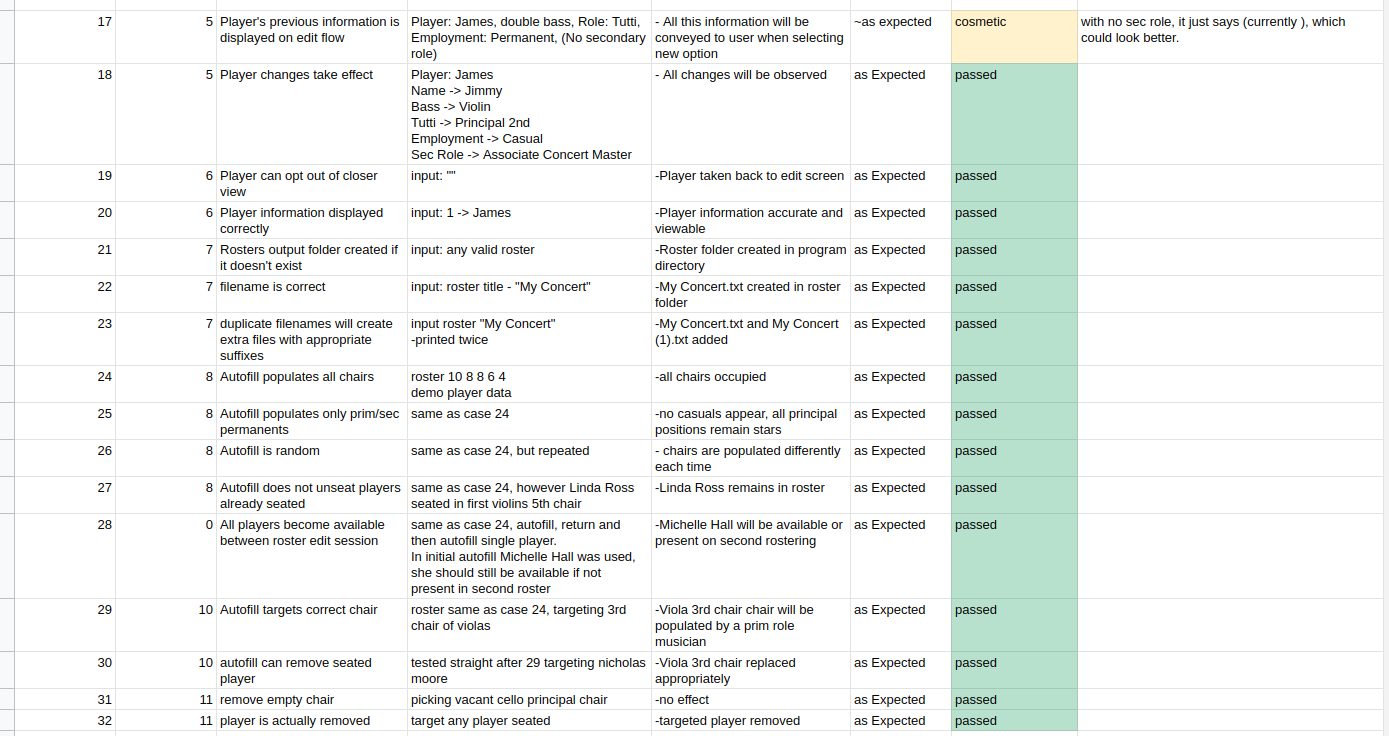 17 5 Player's previous information is displayed on edit flow Player: James, double bass, Role: Tutti, Employment: Permanent, (No secondary role) - All this information will be conveyed to user when selecting new option ~as expected cosmetic with no sec role, it just says (currently ), which could look better.
18 5 Player changes take effect Player: James Name -> Jimmy Bass -> Violin Tutti -> Principal 2nd Employment -> Casual Sec Role -> Associate Concert Master - All changes will be observed as Expected passed
19 6 Player can opt out of closer view input: "" -Player taken back to edit screen as Expected passed
20 6 Player information displayed correctly input: 1 -> James -Player information accurate and viewable as Expected passed
21 7 Rosters output folder created if it doesn't exist input: any valid roster -Roster folder created in program directory as Expected passed
22 7 filename is correct input: roster title - "My Concert" -My Concert.txt created in roster folder as Expected passed
23 7 duplicate filenames will create extra files with appropriate suffixes input roster "My Concert" -printed twice -My Concert.txt and My Concert (1).txt added as Expected passed
24 8 Autofill populates all chairs roster 10 8 8 6 4 demo player data -all chairs occupied as Expected passed
25 8 Autofill populates only prim/sec permanents same as case 24 -no casuals appear, all principal positions remain stars as Expected passed
26 8 Autofill is random same as case 24, but repeated - chairs are populated differently each time as Expected passed
27 8 Autofill does not unseat players already seated same as case 24, however Linda Ross seated in first violins 5th chair -Linda Ross remains in roster as Expected passed
28 0 All players become available between roster edit session same as case 24, autofill, return and then autofill single player. In initial autofill Michelle Hall was used, she should still be available if not present in second roster -Michelle Hall will be available or present on second rostering as Expected passed
29 10 Autofill targets correct chair roster same as case 24, targeting 3rd chair of violas -Viola 3rd chair chair will be populated by a prim role musician as Expected passed
30 10 autofill can remove seated player tested straight after 29 targeting nicholas moore -Viola 3rd chair replaced appropriately as Expected passed
31 11 remove empty chair picking vacant cello principal chair -no effect as Expected passed
32 11 player is actually removed target any player seated -targeted player removed as Expected passed